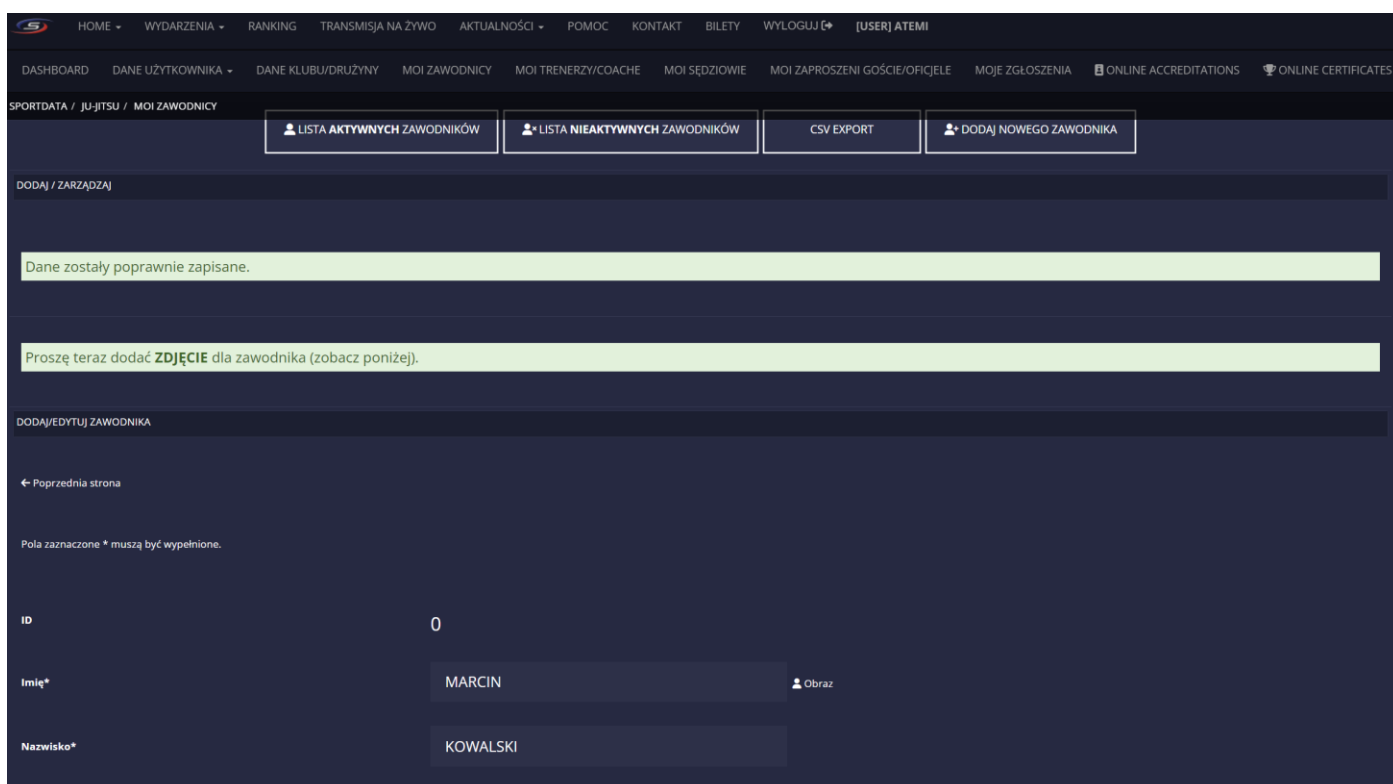 HOME WYDARZENIA RANKING TRANSMISJA NA ŻYWO AKTUALNOŚCI POMOC KONTAKT BILETY WYLOGUJ [USER] ATEMI
DASHBOARD DANE UŻYTKOWNIKA DANE KLUBU/DRUŻYNY MOI ZAWODNICY MOI TRENERZY/COACHE MOI SĘDZIOWIE MOI ZAPROSZENI GOŚCIE/OFICJELE MOJE ZGŁOSZENIA ONLINE ACCREDITATIONS ONLINE CERTIFICATES
SPORTDATA / JU-JITSU / MOI ZAWODNICY
LISTA AKTYWNYCH ZAWODNIKÓW LISTA NIEAKTYWNYCH ZAWODNIKÓW CSV EXPORT DODAJ NOWEGO ZAWODNIKA
DODAJ / ZARZĄDZAJ
Dane zostały poprawnie zapisane.
Proszę teraz dodać ZDJĘCIE dla zawodnika (zobacz poniżej).
DODAJ/EDYTUJ ZAWODNIKA
Poprzednia strona
Pola zaznaczone * muszą być wypełnione.
ID 0
Imię* MARCIN Obraz
Nazwisko* KOWALSKI